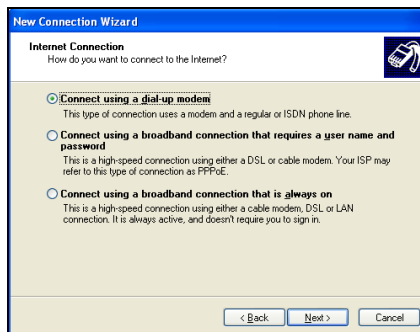 New Connection Wizard
Internet Connection
How do you want to connect to the Internet?
Connect using a dial-up modem
This type of connection uses a modem and a regular or ISDN phone line.
Connect using a broadband connection that requires a user name and
password
This is a high-speed connection using either a DSL or cable modem. Your ISP may
refer to this type of connection as PPPoE.
Connect using a broadband connection that is always on
This is a high-speed connection using either a cable modem, DSL or LAN
connection. It is always active, and doesn't require you to sign in.
< Back Next > Cancel